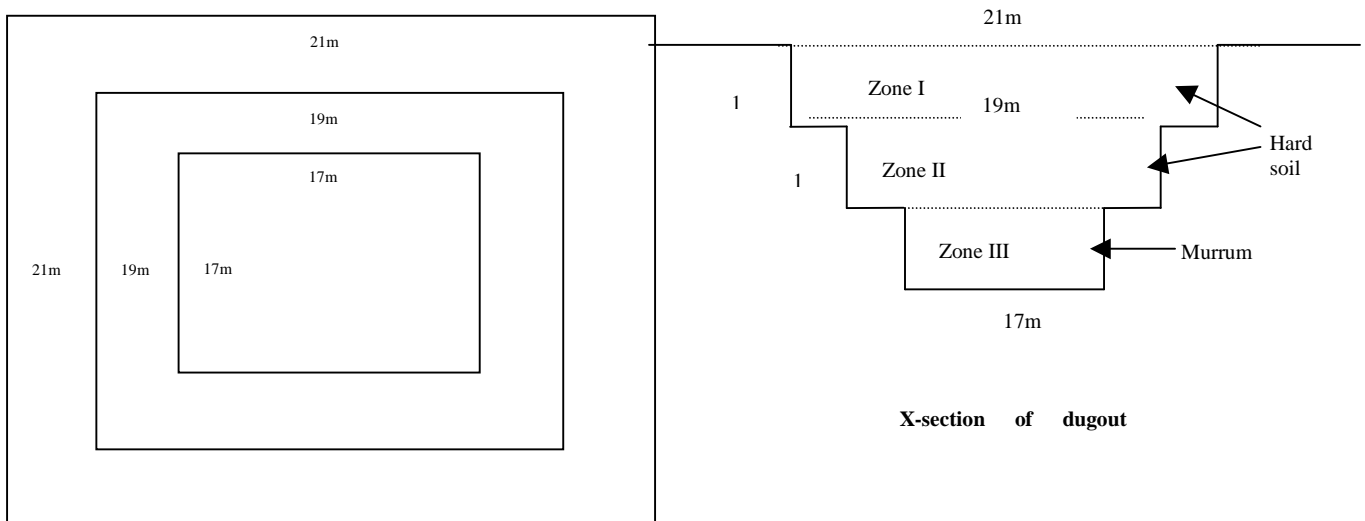 21m
19m
17m
21m
19m
17m
21m
Zone I
19m
1
Hard
soil
Zone II
1
Zone III
Murrum
17m
X-section of dugout